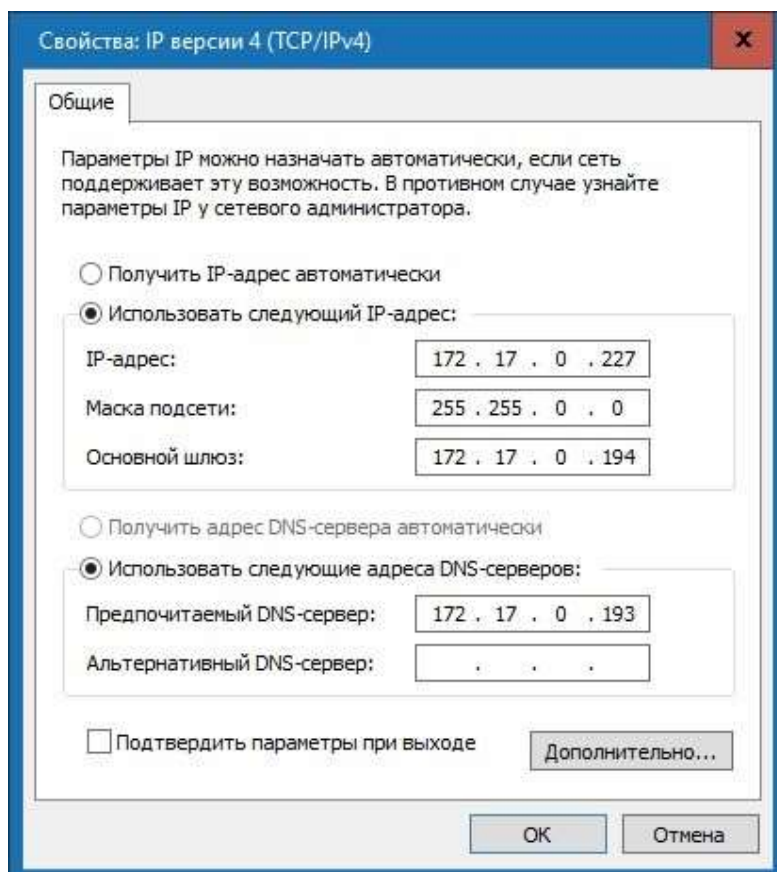 Свойства: IP версии 4 (TCP/IPv4)
x
Общие
Параметры IP можно назначать автоматически, если сеть
поддерживает эту возможность. В противном случае узнайте
параметры IP у сетевого администратора.
Получить IP-адрес автоматически
Использовать следующий IP-адрес:
IP-адрес: 172 . 17 . 0 . 227
Маска подсети: 255 . 255 . 0 . 0
Основной шлюз: 172 . 17 . 0 . 194
Получить адрес DNS-сервера автоматически
Использовать следующие адреса DNS-серверов:
Предпочитаемый DNS-сервер: 172 . 17 . 0 . 193
Альтернативный DNS-сервер: . . .
Подтвердить параметры при выходе Дополнительно...
ОК Отмена